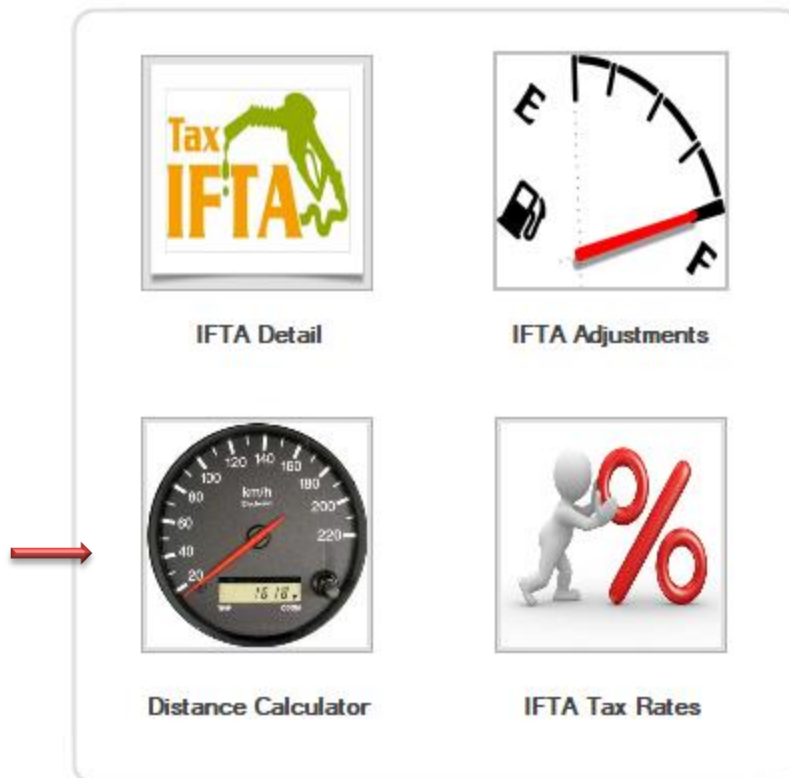 Tax
IFTA
IFTA Detail
E
F
IFTA Adjustments
20
40
60
80
100
120
140
160
180
200
220
km/h
1618
Distance Calculator
IFTA Tax Rates
%